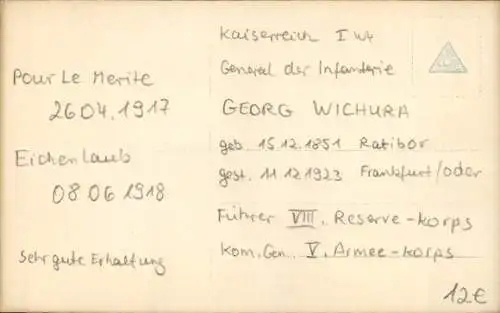 Pour Le Merite
26 04. 1917
Eichenlaub
08 06 1918
Sehr gute Erhaltung
Kaiserreich I WK
General der Infanterie
GEORG WICHURA
geb 15 12. 1851 Ratibor
gest. 11 12 1923 Frankfurt/Oder
Führer VIII. Reserve-Korps
Kom. Gen. V. Armee-Korps
12€